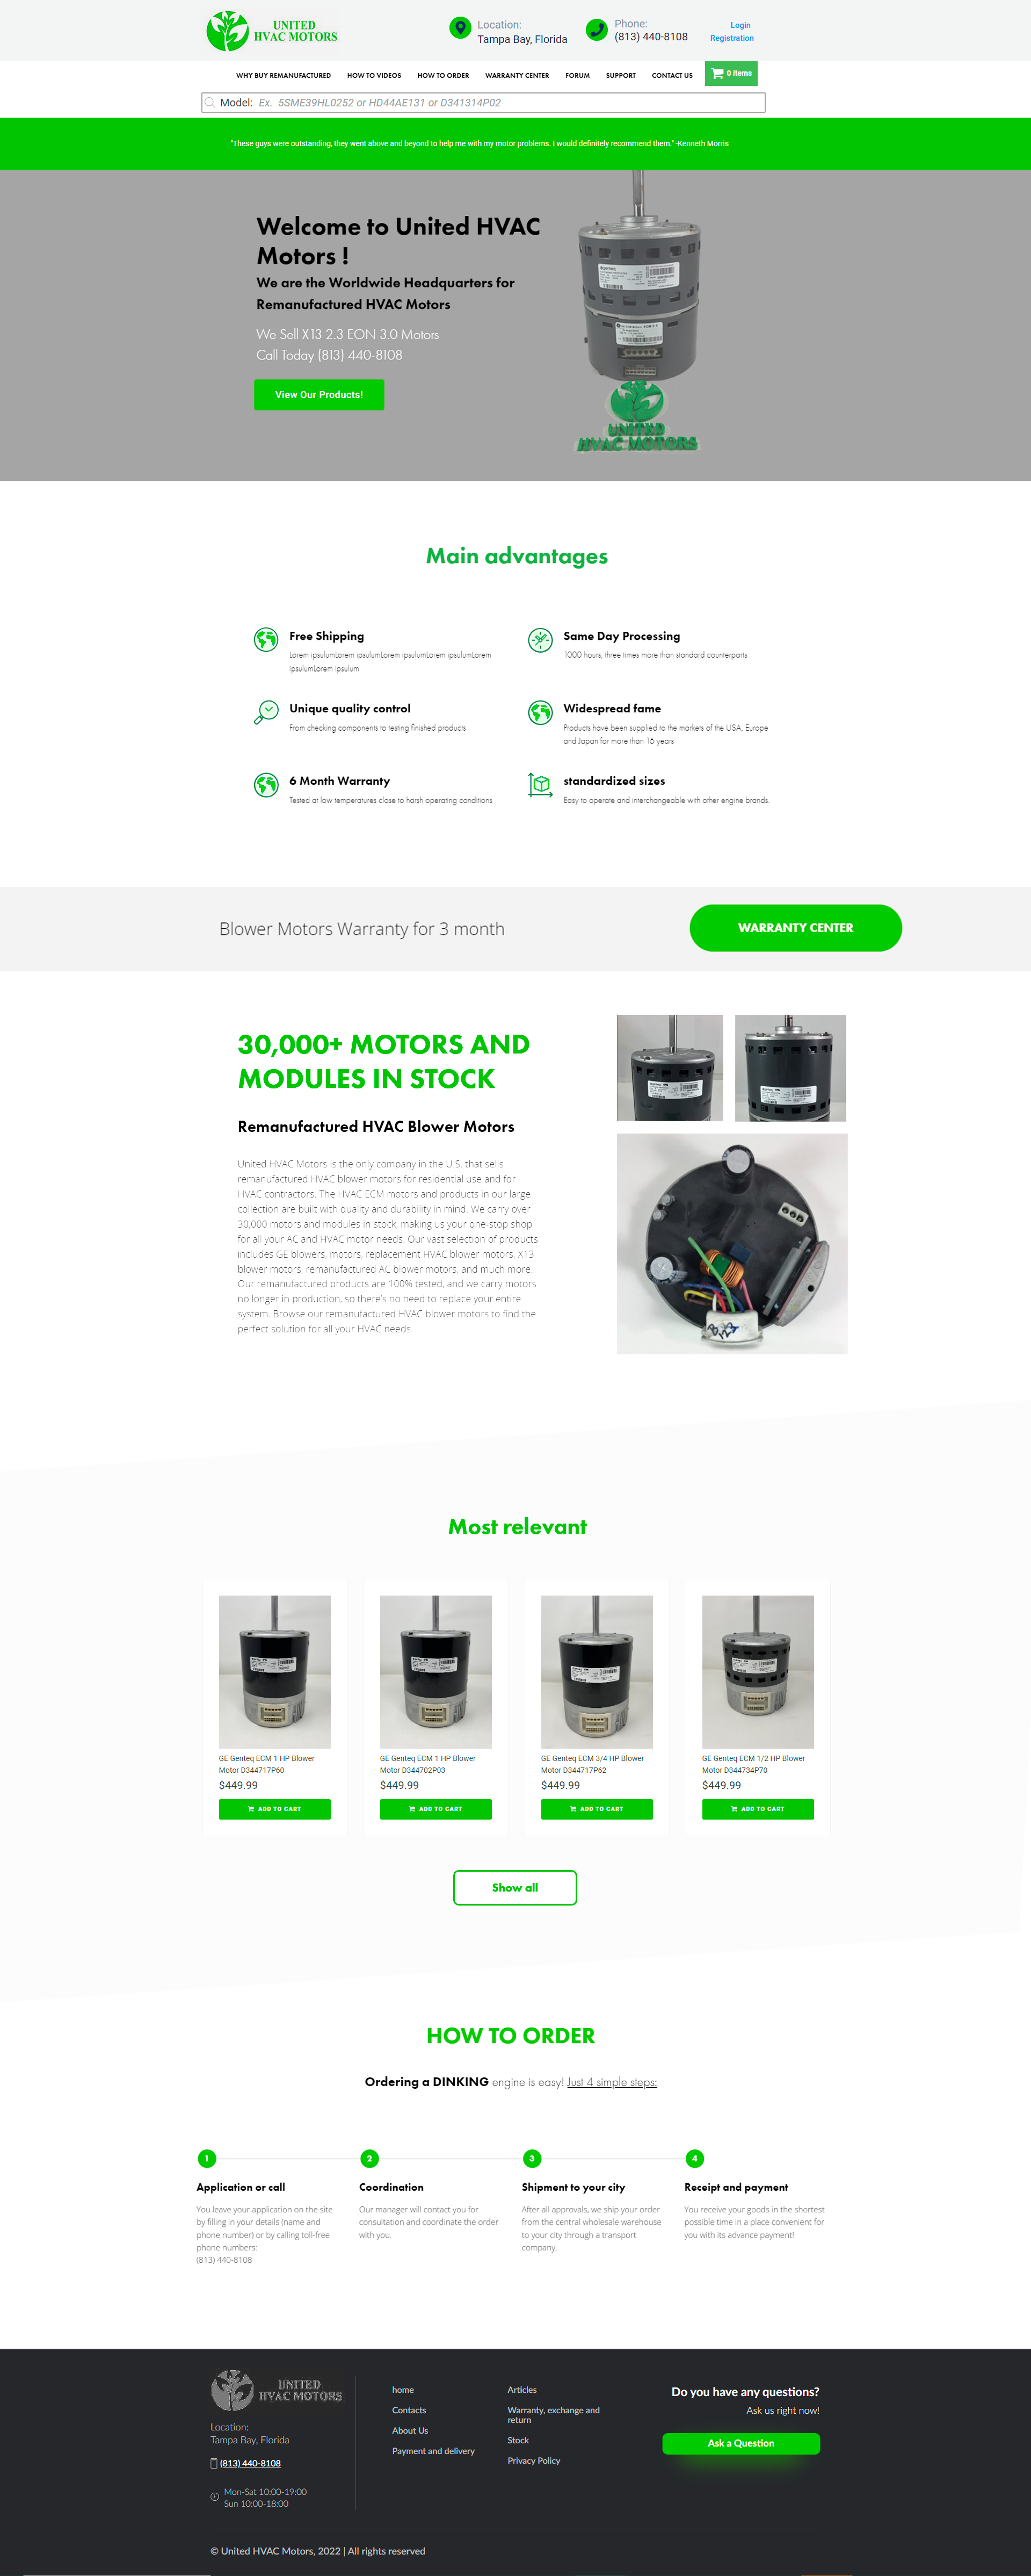 UNITED
HVAC MOTORS
Location:
Tampa Bay, Florida
Phone:
(813) 440-8108
Login
Registration
WHY BUY REMANUFACTURED
HOW TO VIDEOS
HOW TO ORDER
WARRANTY CENTER
FORUM
SUPPORT
CONTACT US
0 items
Model: Ex. 5SME39HL0252 or HD44AE131 or D341314P02
"These guys were outstanding, they went above and beyond to help me with my motor problems. I would definitely recommend them." -Kenneth Morris
Welcome to United HVAC
Motors !
We are the Worldwide Headquarters for
Remanufactured HVAC Motors
We Sell X13 2.3 EON 3.0 Motors
Call Today (813) 440-8108
View Our Products!
UNITED
HVAC MOTORS
Main advantages
Free Shipping
Lorem ipsulumLorem ipsulumLorem ipsulumLorem ipsulumLorem
ipsulumLorem ipsulum
Same Day Processing
1000 hours, three times more than standard counterparts
Unique quality control
From checking components to testing finished products
Widespread fame
Products have been supplied to the markets of the USA, Europe
and Japan for more than 16 years
6 Month Warranty
Tested at low temperatures close to harsh operating conditions
standardized sizes
Easy to operate and interchangeable with other engine brands.
Blower Motors Warranty for 3 month
WARRANTY CENTER
30,000+ MOTORS AND
MODULES IN STOCK
Remanufactured HVAC Blower Motors
United HVAC Motors is the only company in the U.S. that sells
remanufactured HVAC blower motors for residential use and for
HVAC contractors. The HVAC ECM motors and products in our large
collection are built with quality and durability in mind. We carry over
30,000 motors and modules in stock, making us your one-stop shop
for all your AC and HVAC motor needs. Our vast selection of products
includes GE blowers, motors, replacement HVAC blower motors, X13
blower motors, remanufactured AC blower motors, and much more.
Our remanufactured products are 100% tested, and we carry motors
no longer in production, so there's no need to replace your entire
system. Browse our remanufactured HVAC blower motors to find the
perfect solution for all your HVAC needs.
Most relevant
GE Genteq ECM 1 HP Blower
Motor D344717P60
$449.99
ADD TO CART
GE Genteq ECM 1 HP Blower
Motor D344702P03
$449.99
ADD TO CART
GE Genteq ECM 3/4 HP Blower
Motor D344717P62
$449.99
ADD TO CART
GE Genteq ECM 1/2 HP Blower
Motor D344734P70
$449.99
ADD TO CART
Show all
HOW TO ORDER
Ordering a DINKING engine is easy! Just 4 simple steps:
1
Application or call
You leave your application on the site
by filling in your details (name and
phone number) or by calling toll-free
phone numbers:
(813) 440-8108
2
Coordination
Our manager will contact you for
consultation and coordinate the order
with you.
3
Shipment to your city
After all approvals, we ship your order
from the central wholesale warehouse
to your city through a transport
company.
4
Receipt and payment
You receive your goods in the shortest
possible time in a place convenient for
you with its advance payment!
UNITED
HVAC MOTORS
Location:
Tampa Bay, Florida
(813) 440-8108
Mon-Sat 10:00-19:00
Sun 10:00-18:00
home
Contacts
About Us
Payment and delivery
Articles
Warranty, exchange and
return
Stock
Privacy Policy
Do you have any questions?
Ask us right now!
Ask a Question
© United HVAC Motors, 2022 | All rights reserved